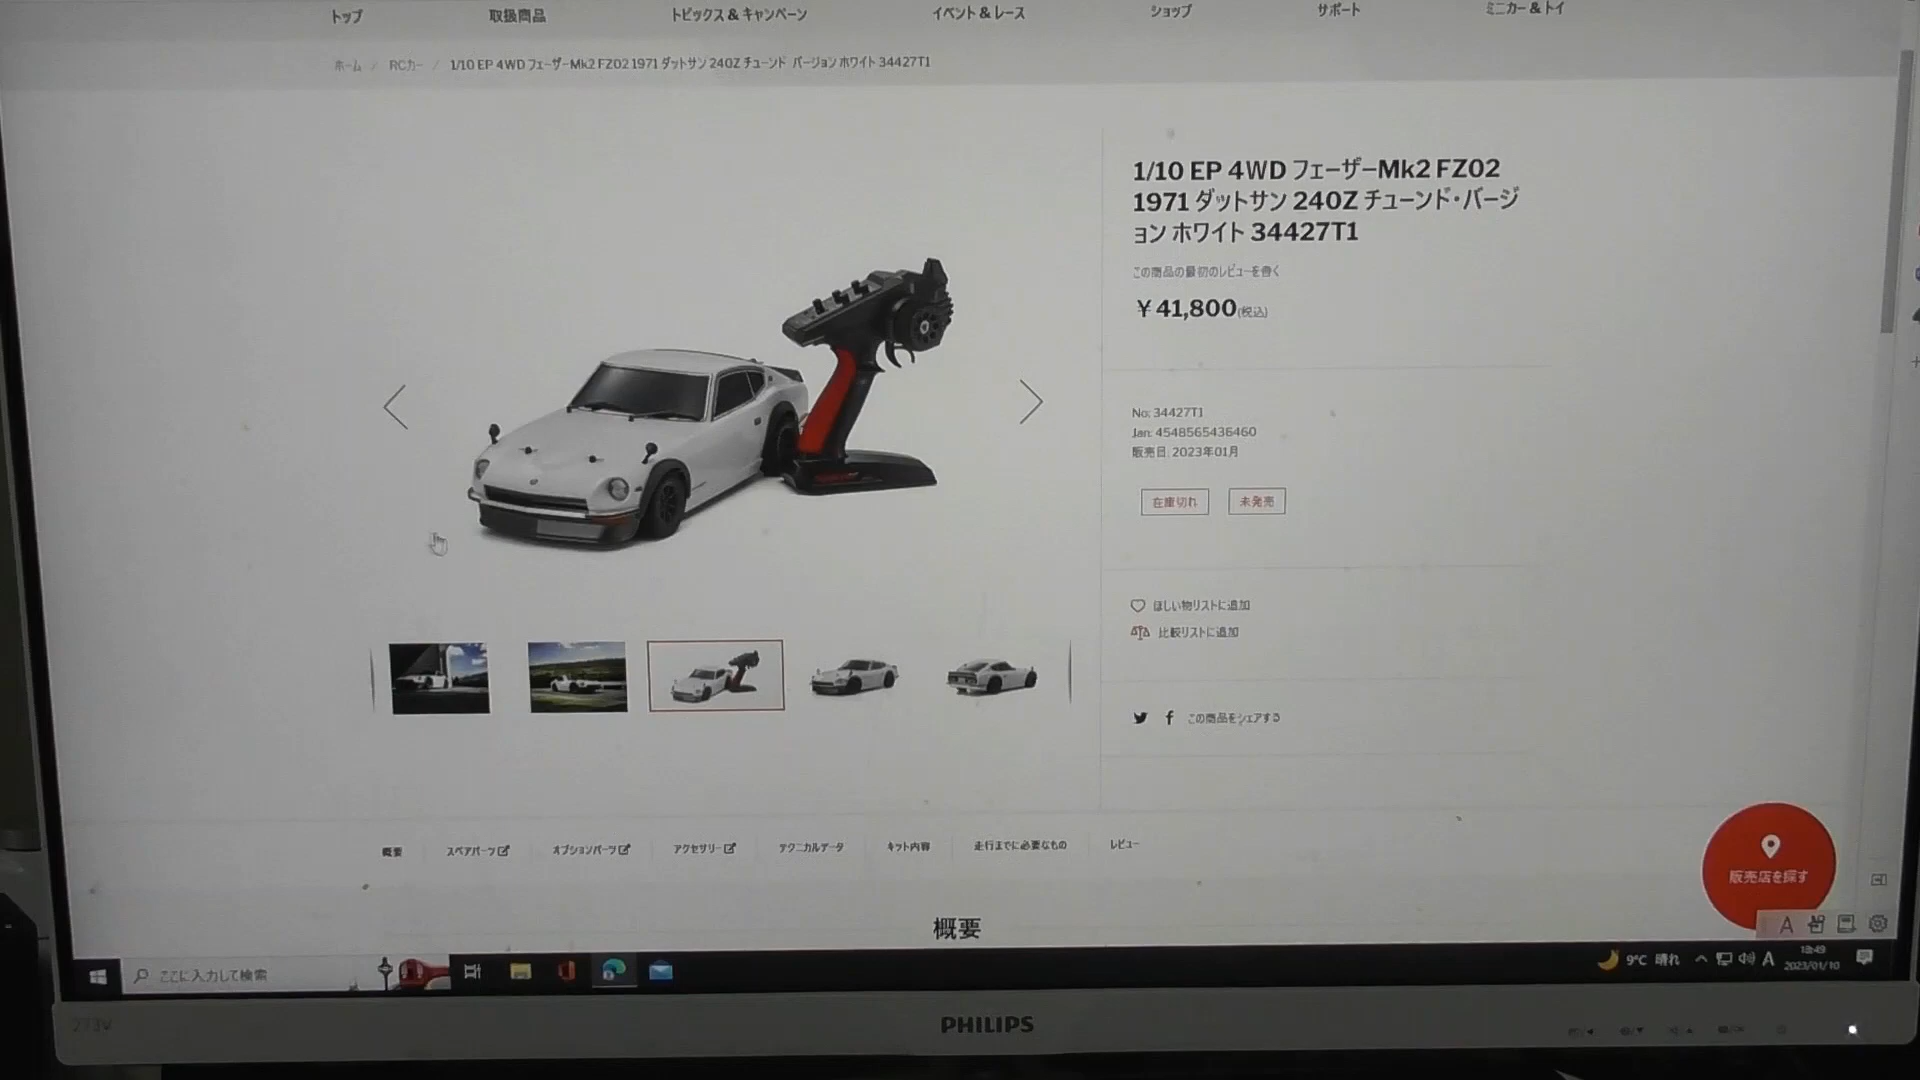 トップ
取扱商品
トピックス & キャンペーン
イベント & レース
ショップ
サポート
ミニカー & トイ
ホーム / RCカー / 1/10 EP 4WD フェーザーMk2 FZ02 1971 ダットサン 240Z チューンド バージョン ホワイト 34427T1
1/10 EP 4WD フェーザーMk2 FZ02
1971 ダットサン 240Z チューンド・バージ
ョン ホワイト 34427T1
この商品の最初のレビューを書く
￥41,800(税込)
No: 34427T1
Jan: 4548565436460
販売日: 2023年01月
在庫切れ
未発売
ほしい物リストに追加
比較リストに追加
この商品をシェアする
概要
スペアパーツ
オプションパーツ
アクセサリー
テクニカルデータ
キット内容
走行までに必要なもの
レビュー
販売店を探す
概要
A
ここに入力して検索
9°C 晴れ
A
18:49
2023/01/10
273V
PHILIPS